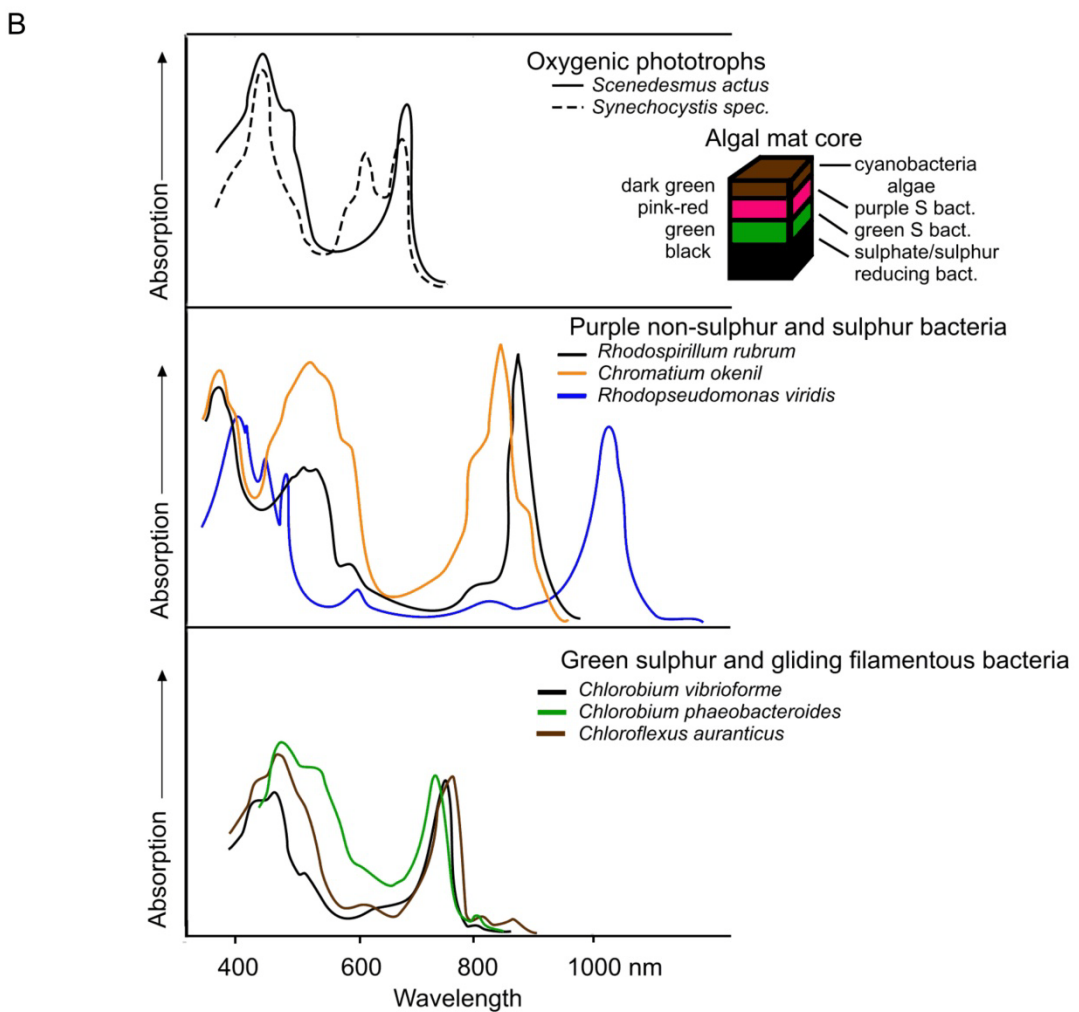 B
Oxygenic phototrophs
Scenedesmus actus
Synechocystis spec.
Absorption
Algal mat core
dark green
pink-red
green
black
cyanobacteria
algae
purple S bact.
green S bact.
sulphate/sulphur
reducing bact.
Purple non-sulphur and sulphur bacteria
Rhodospirillum rubrum
Chromatium okenil
Rhodopseudomonas viridis
Absorption
Green sulphur and gliding filamentous bacteria
Chlorobium vibrioforme
Chlorobium phaeobacteroides
Chloroflexus auranticus
Absorption
400 600 800 1000 nm
Wavelength